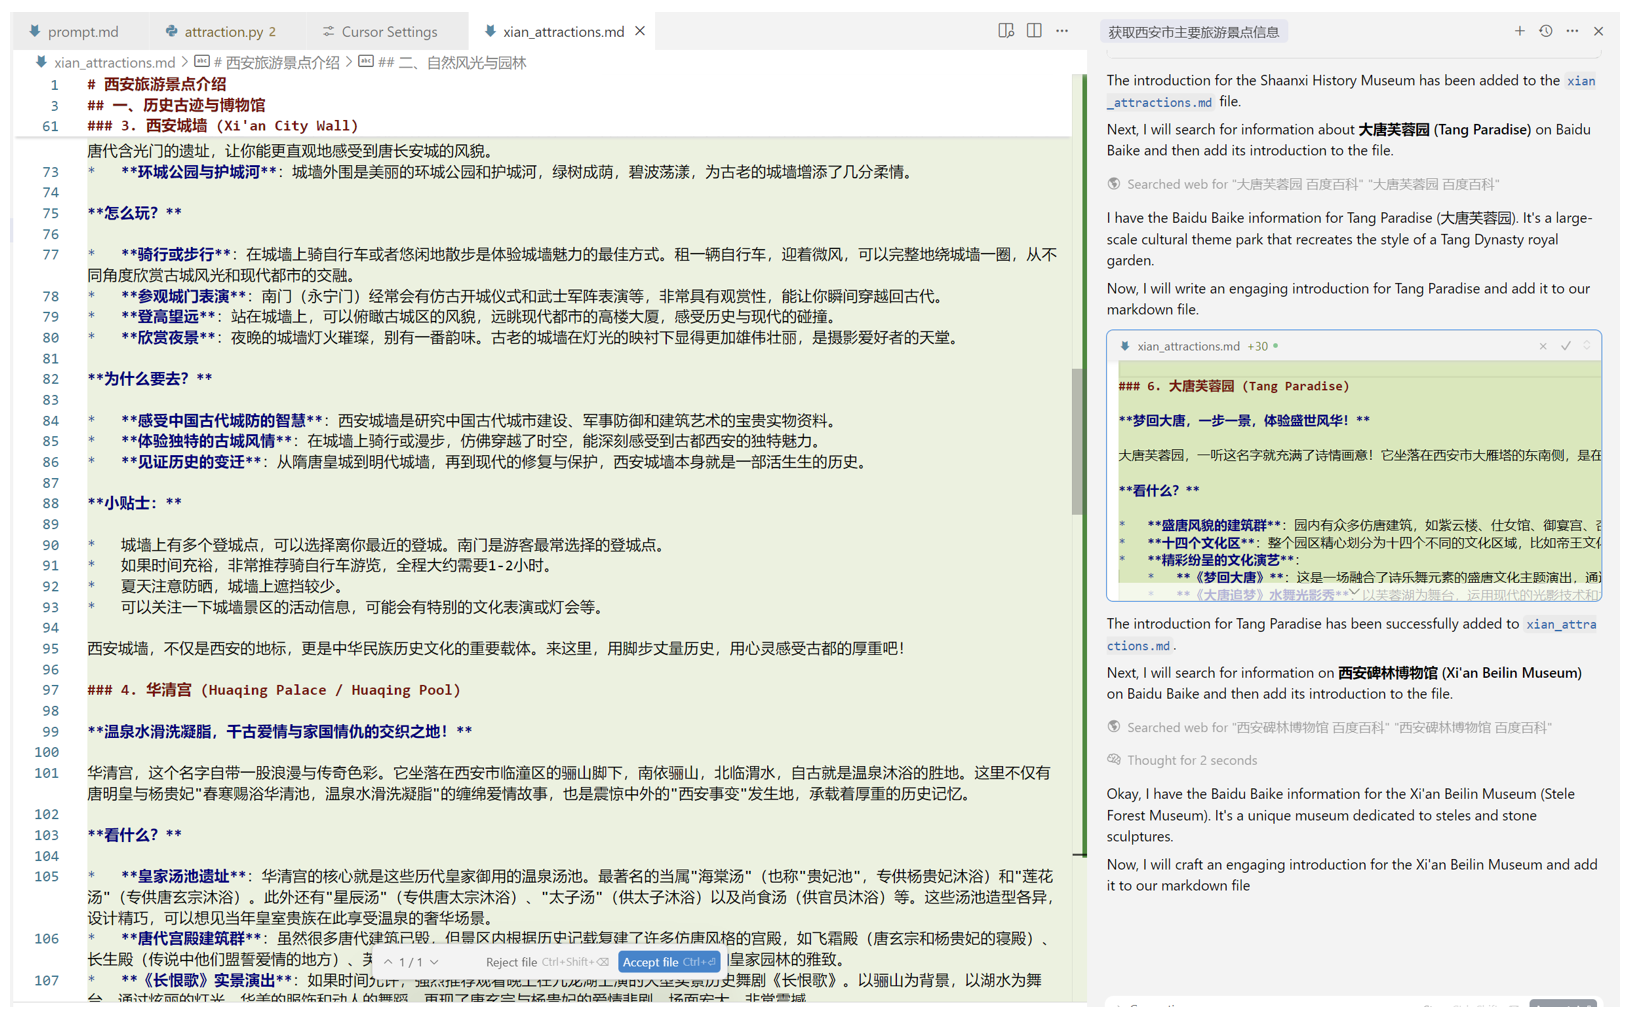 prompt.md
attraction.py 2
Cursor Settings
xian_attractions.md
xian_attractions.md > # 西安旅游景点介绍 > ## 二、自然风光与园林
1 # 西安旅游景点介绍
3 ## 一、历史古迹与博物馆
61 ### 3. 西安城墙 (Xi'an City Wall)
唐代含光门的遗址，让你能更直观地感受到唐长安城的风貌。
73 * **环城公园与护城河**: 城墙外围是美丽的环城公园和护城河，绿树成荫，碧波荡漾，为古老的城墙增添了几分柔情。
74
75 **怎么玩？**
76
77 * **骑行或步行**: 在城墙上骑自行车或者悠闲地散步是体验城墙魅力的最佳方式。租一辆自行车，迎着微风，可以完整地绕城墙一圈，从不
同角度欣赏古城风光和现代都市的交融。
78 * **参观城门表演**: 南门（永宁门）经常会有仿古开城仪式和武士军阵表演等，非常具有观赏性，能让你瞬间穿越回古代。
79 * **登高望远**: 站在城墙上，可以俯瞰古城区的风貌，远眺现代都市的高楼大厦，感受历史与现代的碰撞。
80 * **欣赏夜景**: 夜晚的城墙灯火璀璨，别有一番韵味。古老的城墙在灯光的映衬下显得更加雄伟壮丽，是摄影爱好者的天堂。
81
82 **为什么要去？**
83
84 * **感受中国古代城防的智慧**: 西安城墙是研究中国古代城市建设、军事防御和建筑艺术的宝贵实物资料。
85 * **体验独特的古城风情**: 在城墙上骑行或漫步，仿佛穿越了时空，能深刻感受到古都西安的独特魅力。
86 * **见证历史的变迁**: 从隋唐皇城到明代城墙，再到现代的修复与保护，西安城墙本身就是一部活生生的历史。
87
88 **小贴士：**
89
90 * 城墙上有多个登城点，可以选择离你最近的登城。南门是游客最常选择的登城点。
91 * 如果时间充裕，非常推荐骑自行车游览，全程大约需要1-2小时。
92 * 夏天注意防晒，城墙上遮挡较少。
93 * 可以关注一下城墙景区的活动信息，可能会有特别的文化表演或灯会等。
94
95 西安城墙，不仅是西安的地标，更是中华民族历史文化的重要载体。来这里，用脚步丈量历史，用心灵感受古都的厚重吧！
96
97 ### 4. 华清宫 (Huaqing Palace / Huaqing Pool)
98
99 **温泉水滑洗凝脂，千古爱情与家国情仇的交织之地！**
100
101 华清宫，这个名字自带一股浪漫与传奇色彩。它坐落在西安市临潼区的骊山脚下，南依骊山，北临渭水，自古就是温泉沐浴的胜地。这里不仅有
唐明皇与杨贵妃"春寒赐浴华清池，温泉水滑洗凝脂"的缠绵爱情故事，也是震惊中外的"西安事变"发生地，承载着厚重的历史记忆。
102
103 **看什么？**
104
105 * **皇家汤池遗址**: 华清宫的核心就是这些历代皇家御用的温泉汤池。最著名的当属"海棠汤"（也称"贵妃池"，专供杨贵妃沐浴）和"莲花
汤"（专供唐玄宗沐浴）。此外还有"星辰汤"（专供唐太宗沐浴）、"太子汤"（供太子沐浴）以及尚食汤（供官员沐浴）等。这些汤池造型各异，
设计精巧，可以想见当年皇室贵族在此享受温泉的奢华场景。
106 * **唐代宫殿建筑群**: 虽然很多唐代建筑已毁，但景区内根据历史记载复建了许多仿唐风格的宫殿，如飞霜殿（唐玄宗和杨贵妃的寝殿）、
长生殿（传说中他们盟誓爱情的地方）、 皇家园林的雅致。
1 / 1 Reject file Ctrl+Shift+⌫ Accept file Ctrl+⏎
107 * **《长恨歌》实景演出**: 如果时间允许，强烈推荐观看晚上在九龙湖上演的大型实景历史舞剧《长恨歌》。以骊山为背景，以湖水为舞
获取西安市主要旅游景点信息
The introduction for the Shaanxi History Museum has been added to the xian
_attractions.md file.
Next, I will search for information about 大唐芙蓉园 (Tang Paradise) on Baidu
Baike and then add its introduction to the file.
Searched web for "大唐芙蓉园 百度百科" "大唐芙蓉园 百度百科"
I have the Baidu Baike information for Tang Paradise (大唐芙蓉园). It's a large-
scale cultural theme park that recreates the style of a Tang Dynasty royal
garden.
Now, I will write an engaging introduction for Tang Paradise and add it to our
markdown file.
xian_attractions.md +30
### 6. 大唐芙蓉园 (Tang Paradise)
**梦回大唐，一步一景，体验盛世风华！**
大唐芙蓉园，一听这名字就充满了诗情画意！它坐落在西安市大雁塔的东南侧，是在
**看什么？**
* **盛唐风貌的建筑群**: 园内有众多仿唐建筑，如紫云楼、仕女馆、御宴宫、
* **十四个文化区**: 整个园区精心划分为十四个不同的文化区域，比如帝王文化
* **精彩纷呈的文化演艺**:
* **《梦回大唐》**: 这是一场融合了诗乐舞元素的盛唐文化主题演出，通过
* **《大唐追梦》水舞光影秀**: 以芙蓉湖为舞台，运用现代的光影技术和
The introduction for Tang Paradise has been successfully added to xian_attra
ctions.md.
Next, I will search for information on 西安碑林博物馆 (Xi'an Beilin Museum)
on Baidu Baike and then add its introduction to the file.
Searched web for "西安碑林博物馆 百度百科" "西安碑林博物馆 百度百科"
Thought for 2 seconds
Okay, I have the Baidu Baike information for the Xi'an Beilin Museum (Stele
Forest Museum). It's a unique museum dedicated to steles and stone
sculptures.
Now, I will craft an engaging introduction for the Xi'an Beilin Museum and add
it to our markdown file